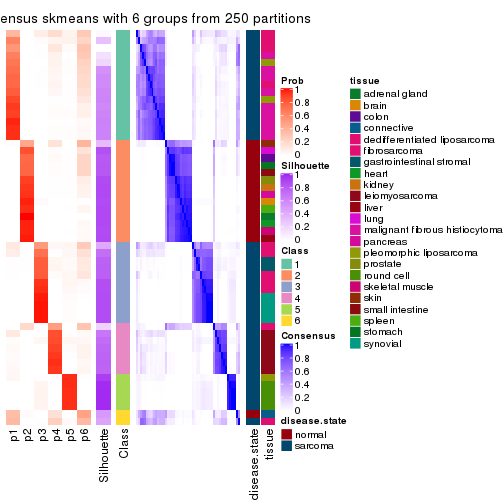 ensus skmeans with 6 groups from 250 partitions
p1
p2
p3
p4
p5
p6
Silhouette
Class
disease.state
tissue
Prob
1
0.8
0.6
0.4
0.2
0
Silhouette
1
0.8
0.6
0.4
0.2
0
Class
1
2
3
4
5
6
Consensus
1
0.8
0.6
0.4
0.2
0
disease.state
normal
sarcoma
tissue
adrenal gland
brain
colon
connective
dedifferentiated liposarcoma
fibrosarcoma
gastrointestinal stromal
heart
kidney
leiomyosarcoma
liver
lung
malignant fibrous histiocytoma
pancreas
pleomorphic liposarcoma
prostate
round cell
skeletal muscle
skin
small intestine
spleen
stomach
synovial